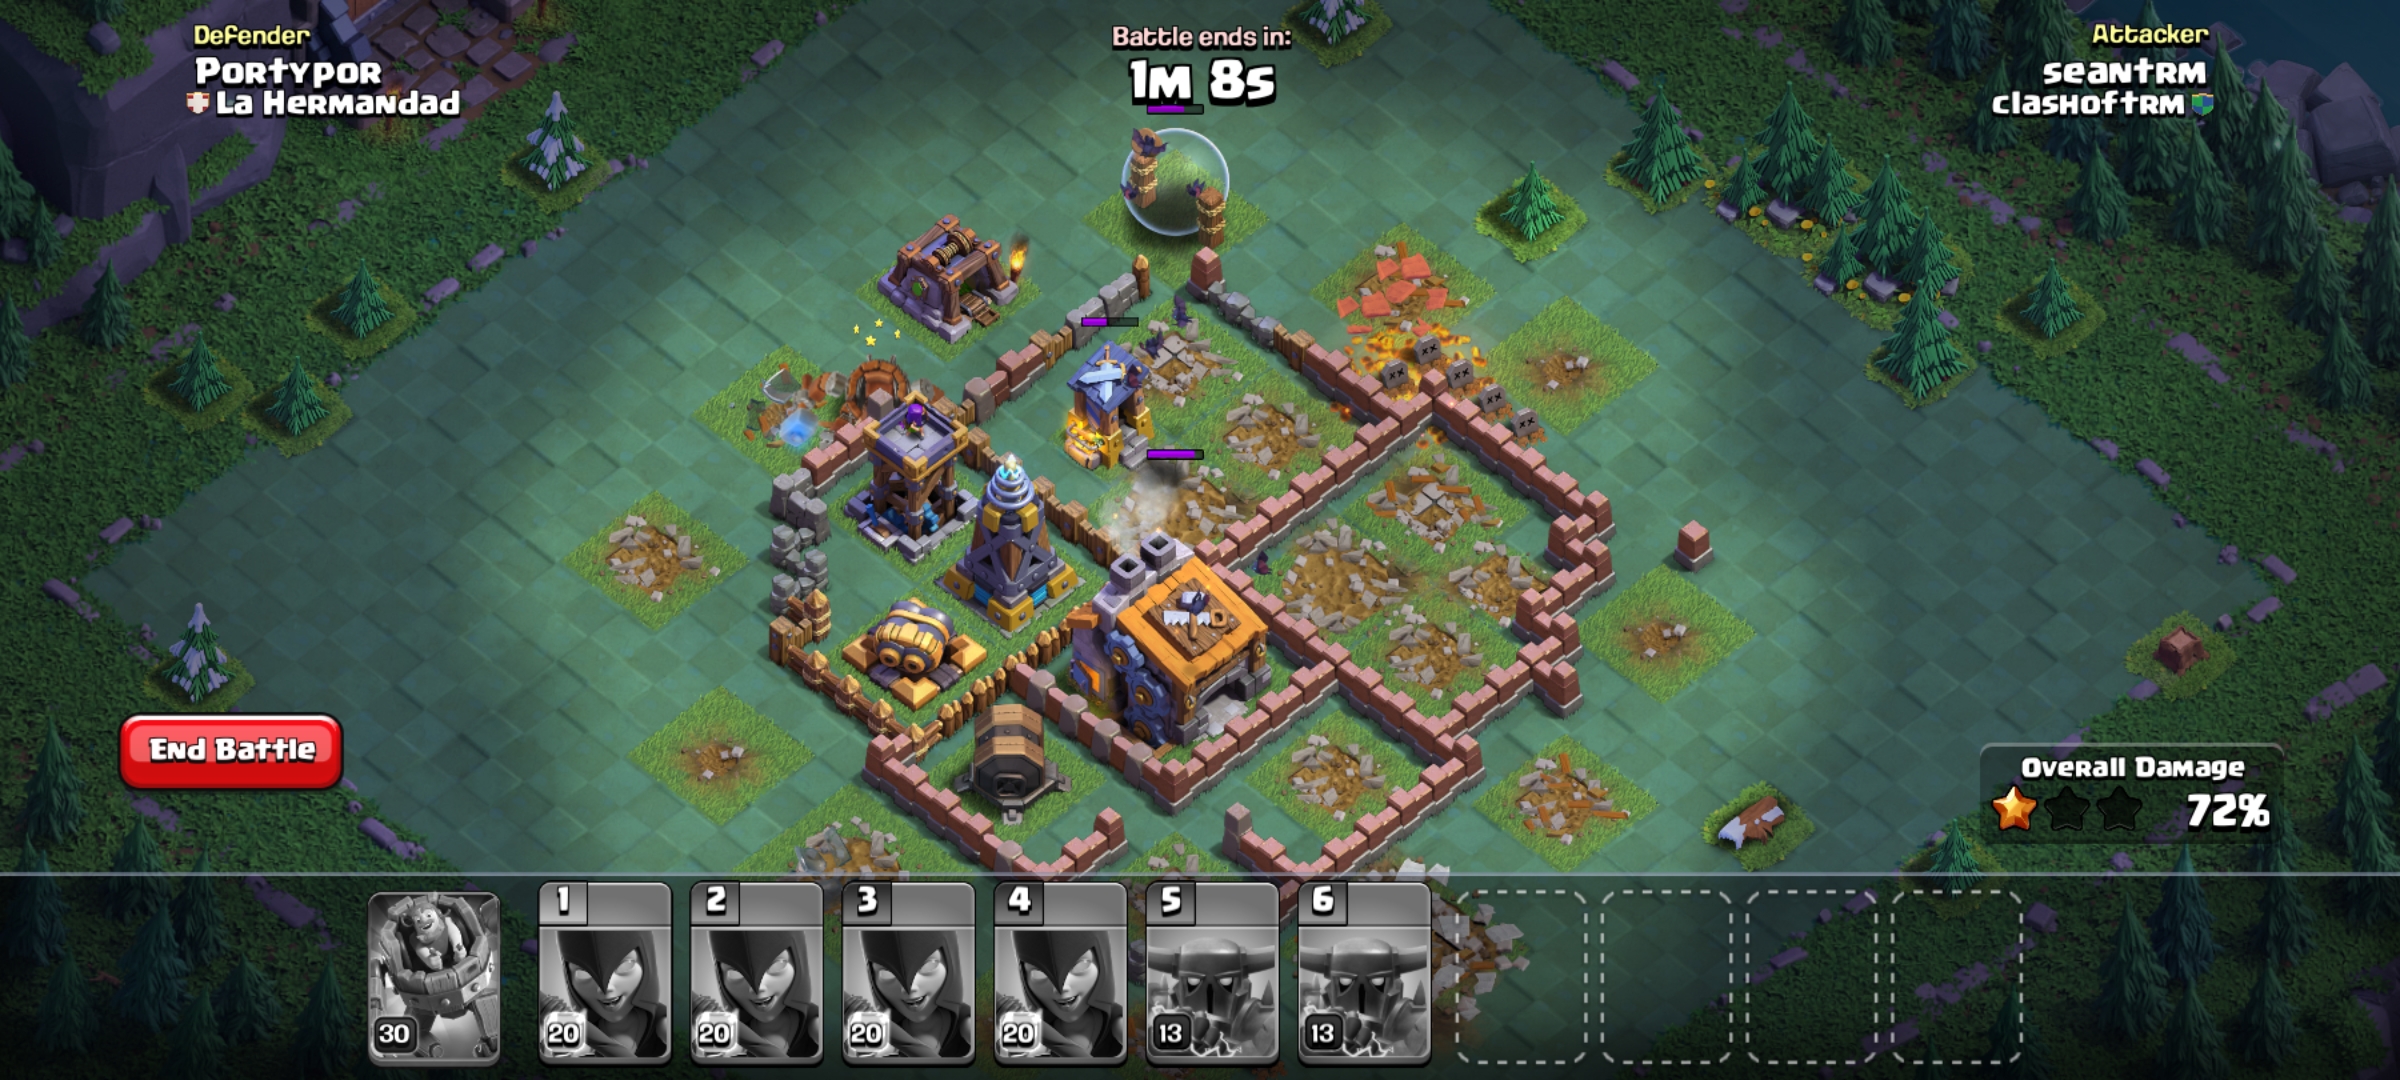 Defender
Portypor
La Hermandad
Battle ends in:
1m 8s
Attacker
seantrm
clashoftrm
End Battle
Overall Damage
72%
1
2
3
4
5
6
30
20
20
20
20
13
13